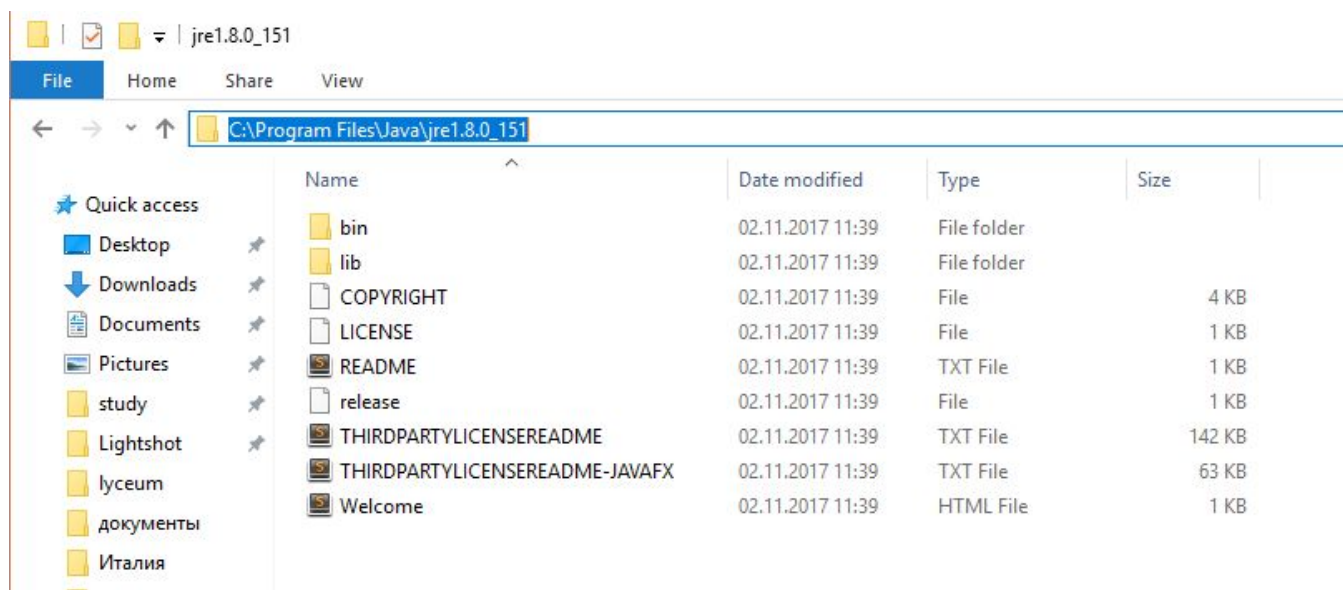 jre1.8.0_151
File Home Share View
C:\Program Files\Java\jre1.8.0_151
Name Date modified Type Size
Quick access
Desktop
Downloads
Documents
Pictures
study
Lightshot
lyceum
документы
Италия
bin 02.11.2017 11:39 File folder
lib 02.11.2017 11:39 File folder
COPYRIGHT 02.11.2017 11:39 File 4 KB
LICENSE 02.11.2017 11:39 File 1 KB
README 02.11.2017 11:39 TXT File 1 KB
release 02.11.2017 11:39 File 1 KB
THIRDPARTYLICENSEREADME 02.11.2017 11:39 TXT File 142 KB
THIRDPARTYLICENSEREADME-JAVAFX 02.11.2017 11:39 TXT File 63 KB
Welcome 02.11.2017 11:39 HTML File 1 KB